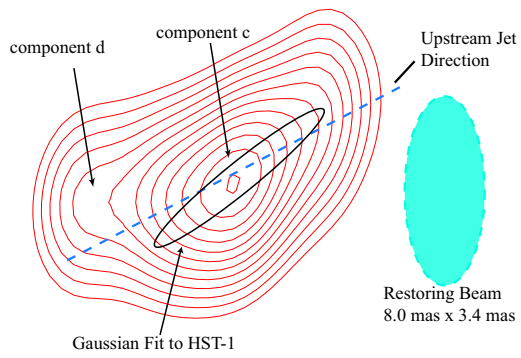 component c
component d
Upstream Jet
Direction
Restoring Beam
8.0 mas x 3.4 mas
Gaussian Fit to HST-1